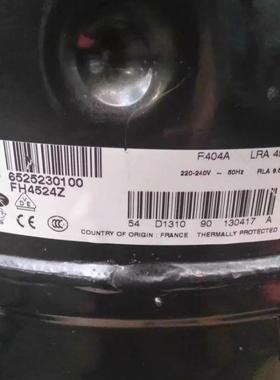 R404A LRA
6525230100
FH4524Z
220-240V ~ 50Hz RLA
54 D1310 90 130417 A
COUNTRY OF ORIGIN : FRANCE THERMALLY PROTECTED